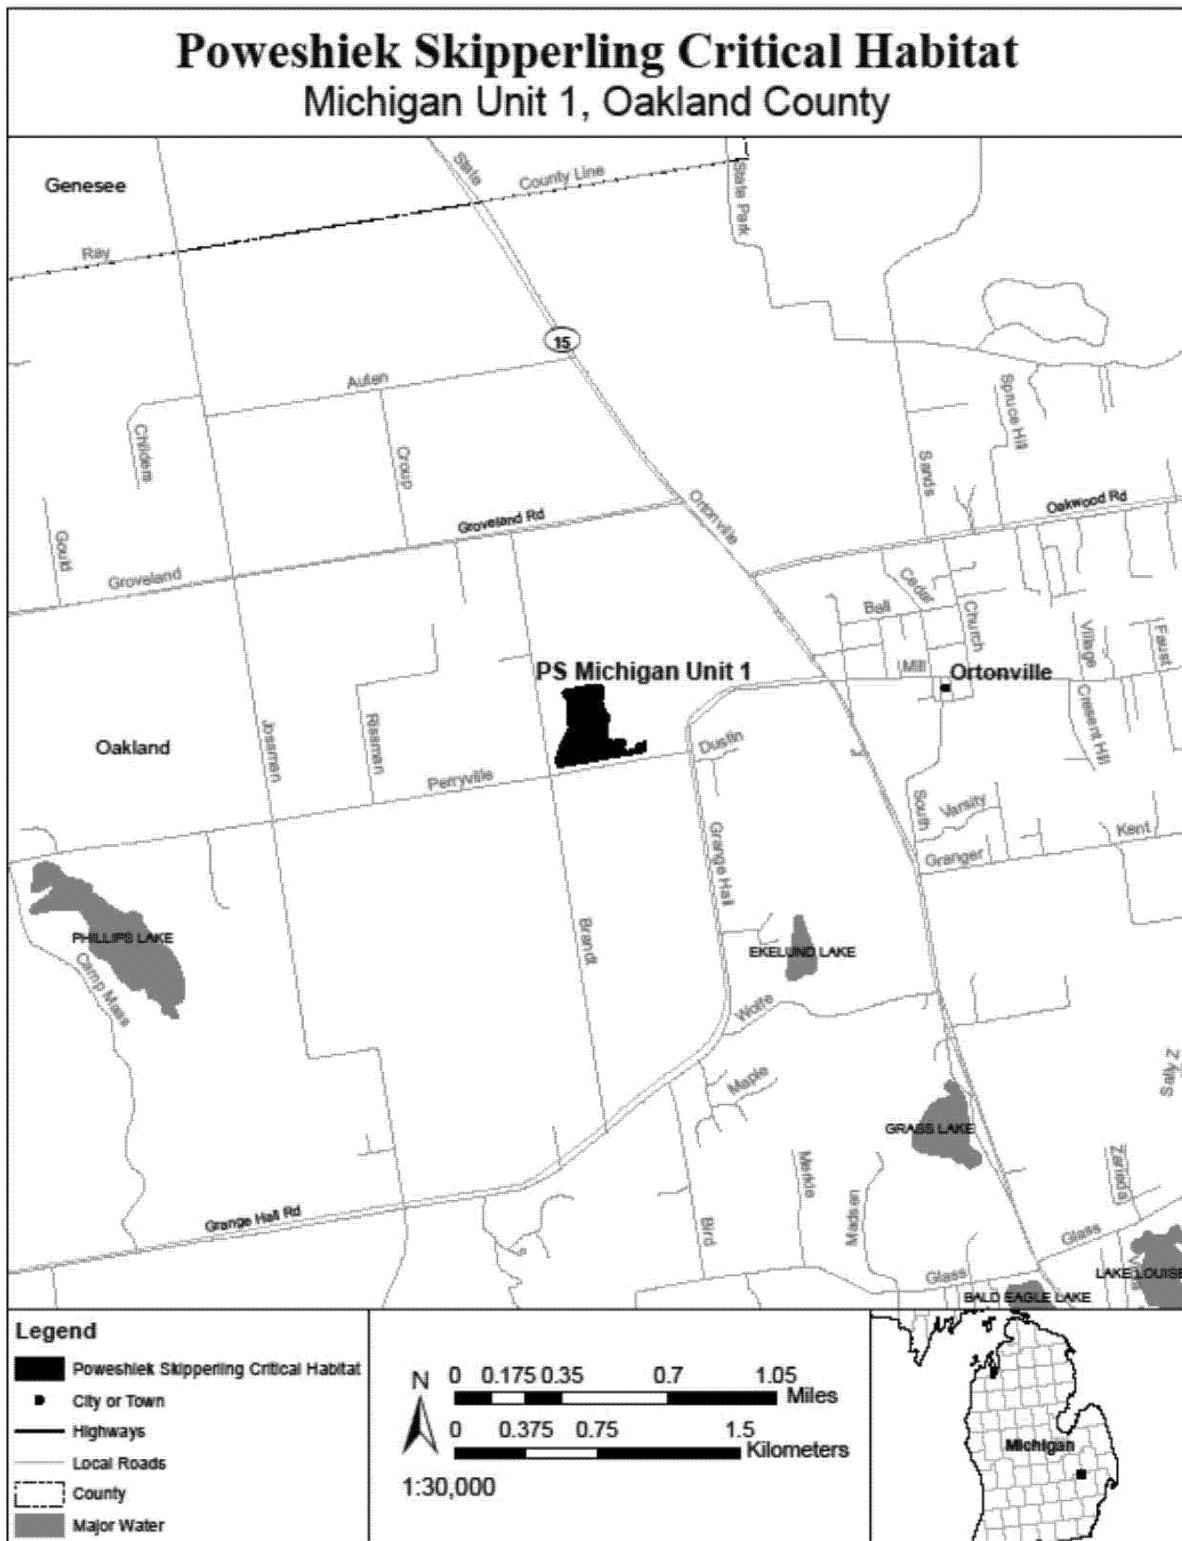 Poweshiek Skipperling Critical Habitat
Michigan Unit 1, Oakland County
Genesee
State
County Line
State Park
Ray
15
Auten
Childers
Croup
Spruce Hill
Sands
Oakwood Rd
Ortonville
Groveland Rd
Gould
Groveland
Cedar
Ball
Church
Village
Faust
Mill
PS Michigan Unit 1
Ortonville
Cresent Hill
Oakland
Jossman
Rissman
Dustin
Perryville
South
Varsity
Kent
Granger
Grange Hall
PHILLIPS LAKE
Camp Maas
Brandt
EKELUND LAKE
Wolfe
Maple
Sally Z
GRASS LAKE
Merkle
Madsen
Bird
Grange Hall Rd
Glass
Glass
LAKE LOUISE
BALD EAGLE LAKE
Legend
Poweshiek Skipperling Critical Habitat
City or Town
Highways
Local Roads
County
Major Water
N
0 0.175 0.35 0.7 1.05
Miles
0 0.375 0.75 1.5
Kilometers
1:30,000
Michigan